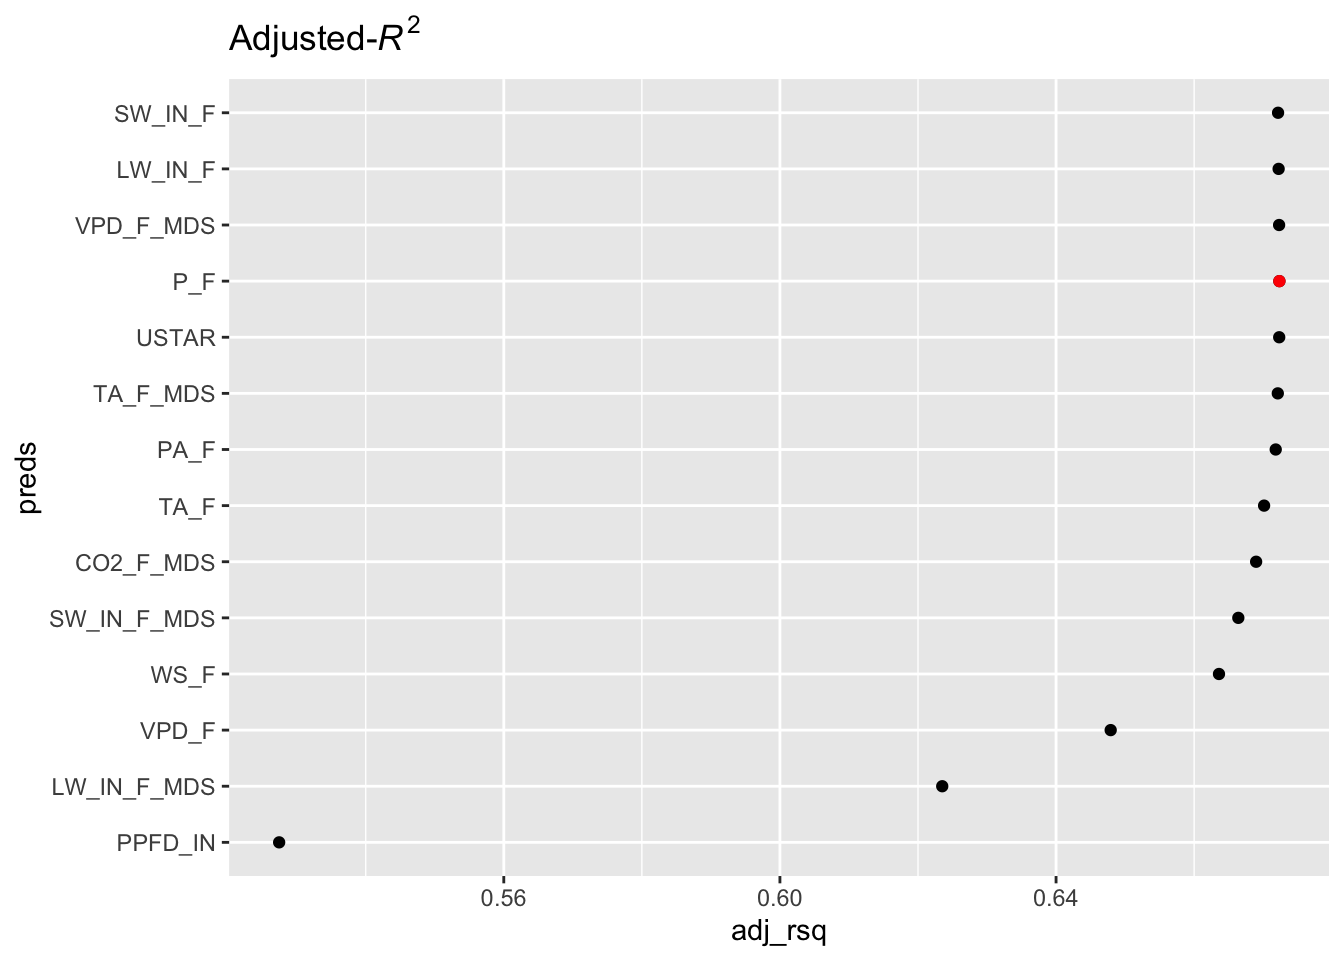 Adjusted-R²
SW_IN_F
LW_IN_F
VPD_F_MDS
P_F
USTAR
TA_F_MDS
PA_F
TA_F
CO2_F_MDS
SW_IN_F_MDS
WS_F
VPD_F
LW_IN_F_MDS
PPFD_IN
preds
0.56 0.60 0.64
adj_rsq